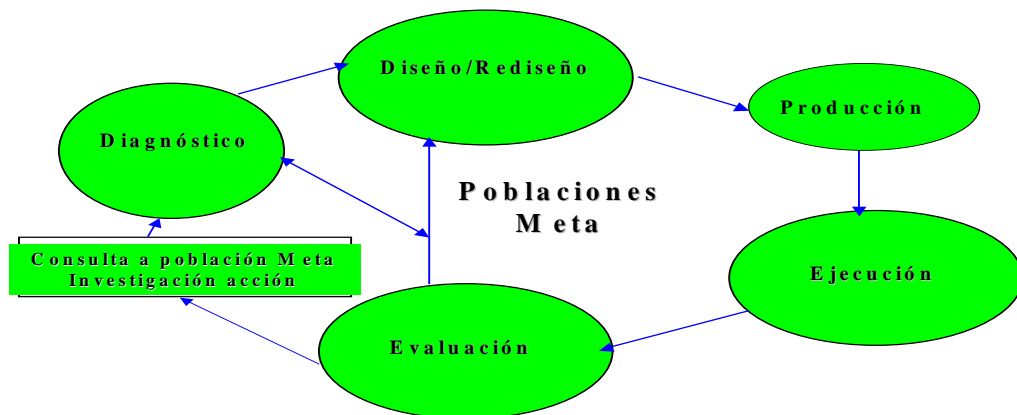 Diseño/Rediseño
Producción
Diagnóstico
Poblaciones
Meta
Consulta a población Meta
Investigación acción
Ejecución
Evaluación